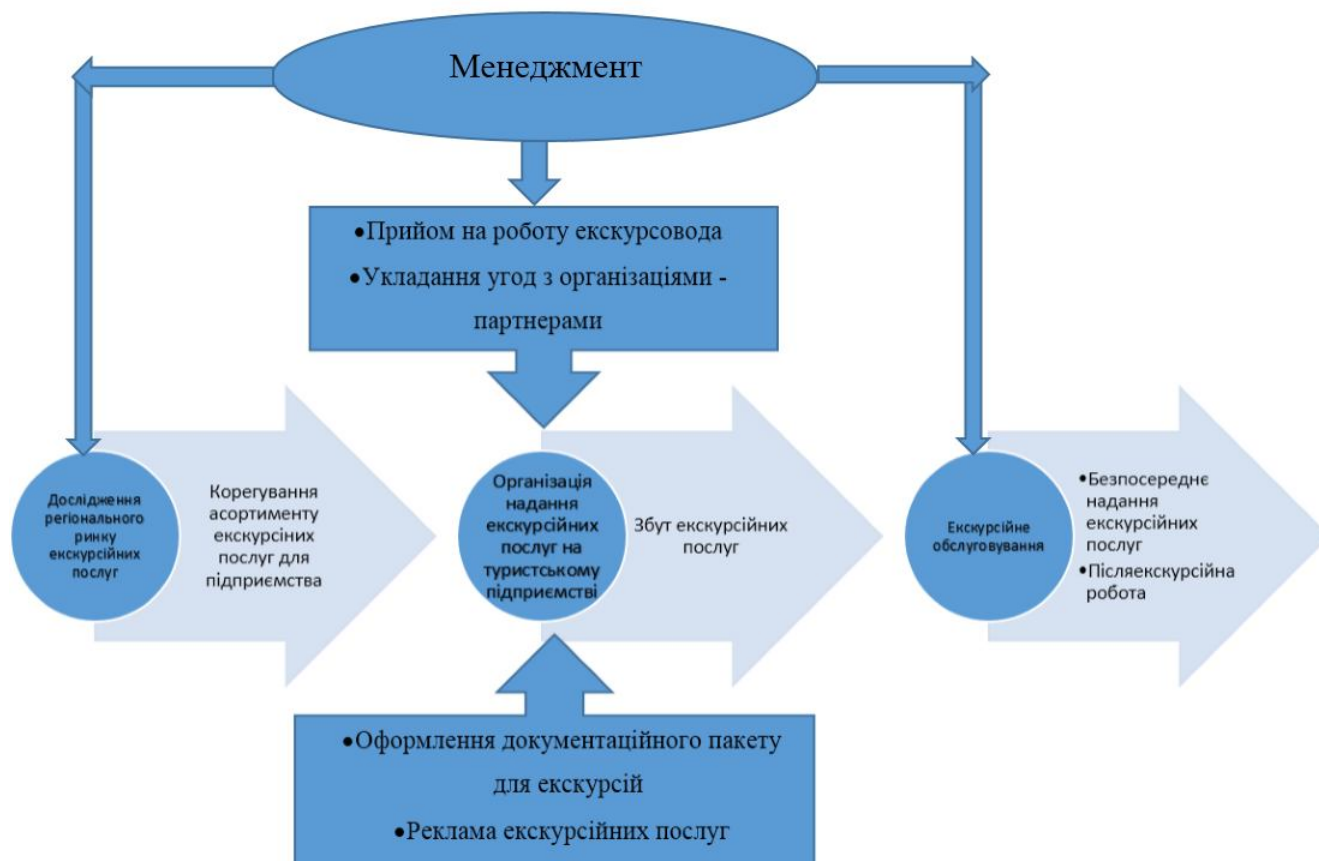 Менеджмент
•Прийом на роботу екскурсовода
•Укладання угод з організаціями -
партнерами
Дослідження
регіонального
ринку
екскурсійних
послуг
Корегування
асортименту
екскурсіних
послуг для
підприємства
Організація
надання
екскурсійних
послуг на
туристському
підприємстві
Збут екскурсійних
послуг
Екскурсійне
обслуговування
•Безпосереднє
надання
екскурсійних
послуг
•Післяекскурсійна
робота
•Оформлення документаційного пакету
для екскурсій
•Реклама екскурсійних послуг